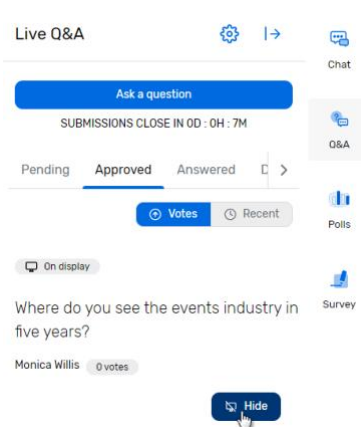 Live Q&A
Chat
Ask a question
SUBMISSIONS CLOSE IN 0D : 0H : 7M
Q&A
Pending Approved Answered
Votes Recent
Polls
On display
Where do you see the events industry in
five years?
Survey
Monica Willis 0 votes
Hide